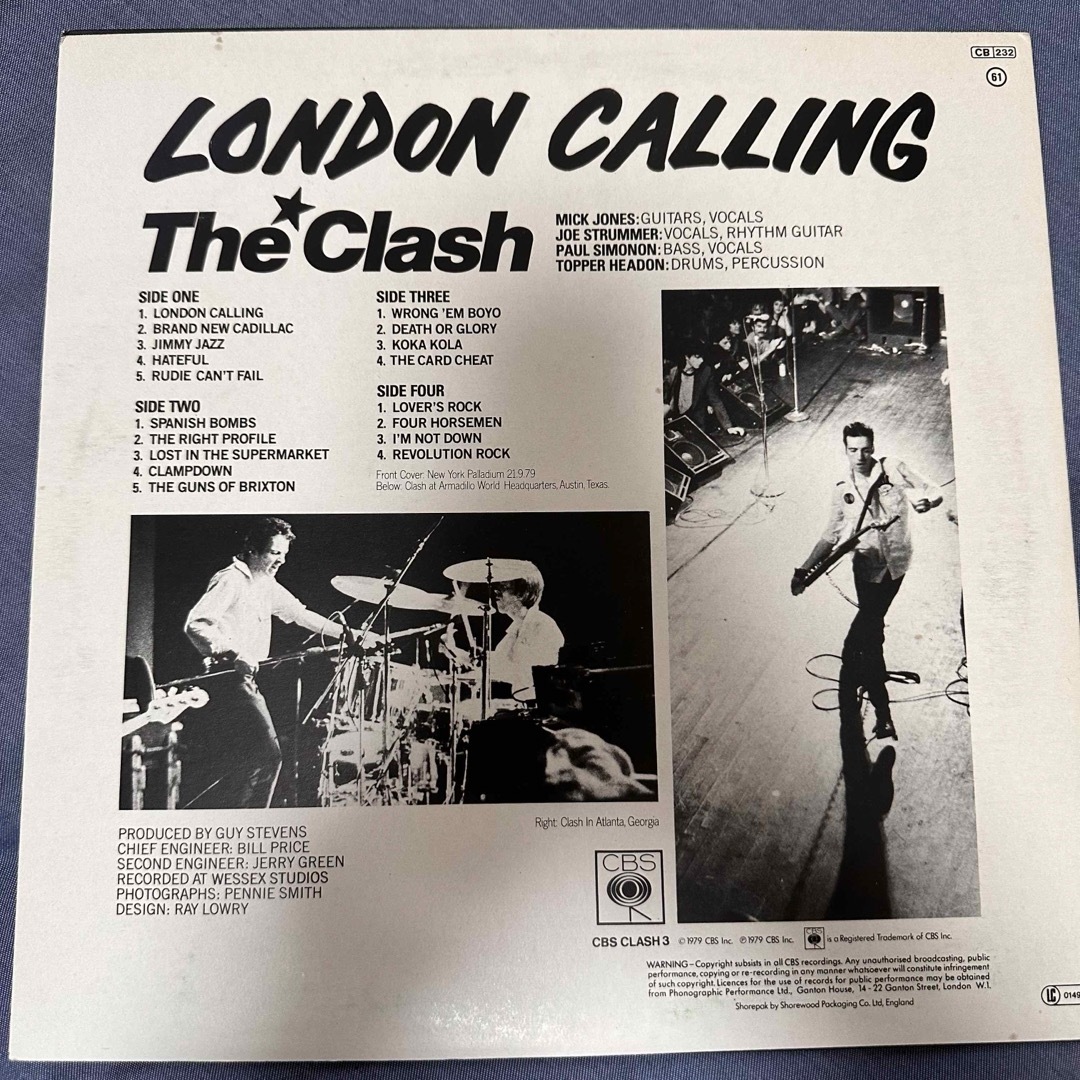 CB 232
61
LONDON CALLING
The Clash
MICK JONES: GUITARS, VOCALS
JOE STRUMMER: VOCALS, RHYTHM GUITAR
PAUL SIMONON: BASS, VOCALS
TOPPER HEADON: DRUMS, PERCUSSION
SIDE ONE
1. LONDON CALLING
2. BRAND NEW CADILLAC
3. JIMMY JAZZ
4. HATEFUL
5. RUDIE CAN'T FAIL
SIDE TWO
1. SPANISH BOMBS
2. THE RIGHT PROFILE
3. LOST IN THE SUPERMARKET
4. CLAMPDOWN
5. THE GUNS OF BRIXTON
SIDE THREE
1. WRONG 'EM BOYO
2. DEATH OR GLORY
3. KOKA KOLA
4. THE CARD CHEAT
SIDE FOUR
1. LOVER'S ROCK
2. FOUR HORSEMEN
3. I'M NOT DOWN
4. REVOLUTION ROCK
Front Cover: New York Palladium 21.9.79
Below: Clash at Armadillo World Headquarters, Austin, Texas.
Right: Clash In Atlanta, Georgia
PRODUCED BY GUY STEVENS
CHIEF ENGINEER: BILL PRICE
SECOND ENGINEER: JERRY GREEN
RECORDED AT WESSEX STUDIOS
PHOTOGRAPHS: PENNIE SMITH
DESIGN: RAY LOWRY
CBS
CBS CLASH 3 © 1979 CBS Inc. ℗ 1979 CBS Inc. CBS is a Registered Trademark of CBS Inc.
WARNING – Copyright subsists in all CBS recordings. Any unauthorised broadcasting, public
performance, copying or re-recording in any manner whatsoever will constitute infringement
of such copyright. Licences for the use of records for public performance may be obtained
from Phonographic Performance Ltd., Ganton House, 14-22 Ganton Street, London W.1.
Shorepak by Shorewood Packaging Co. Ltd, England
LC 0149